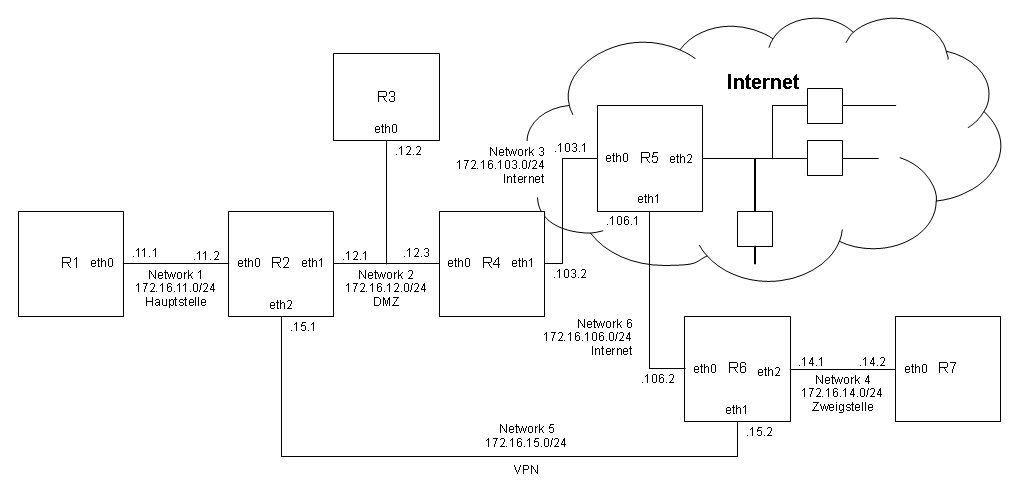 Internet
R3
eth0
.12.2
Network 3
172.16.103.0/24
Internet
.103.1
eth0
R5
eth2
eth1
.106.1
R1
eth0
.11.1
.11.2
Network 1
172.16.11.0/24
Hauptstelle
eth0
R2
eth1
eth2
.15.1
.12.1
.12.3
Network 2
172.16.12.0/24
DMZ
eth0
R4
eth1
.103.2
Network 6
172.16.106.0/24
Internet
.106.2
eth0
R6
eth2
eth1
.15.2
.14.1
.14.2
Network 4
172.16.14.0/24
Zweigstelle
eth0
R7
Network 5
172.16.15.0/24
VPN